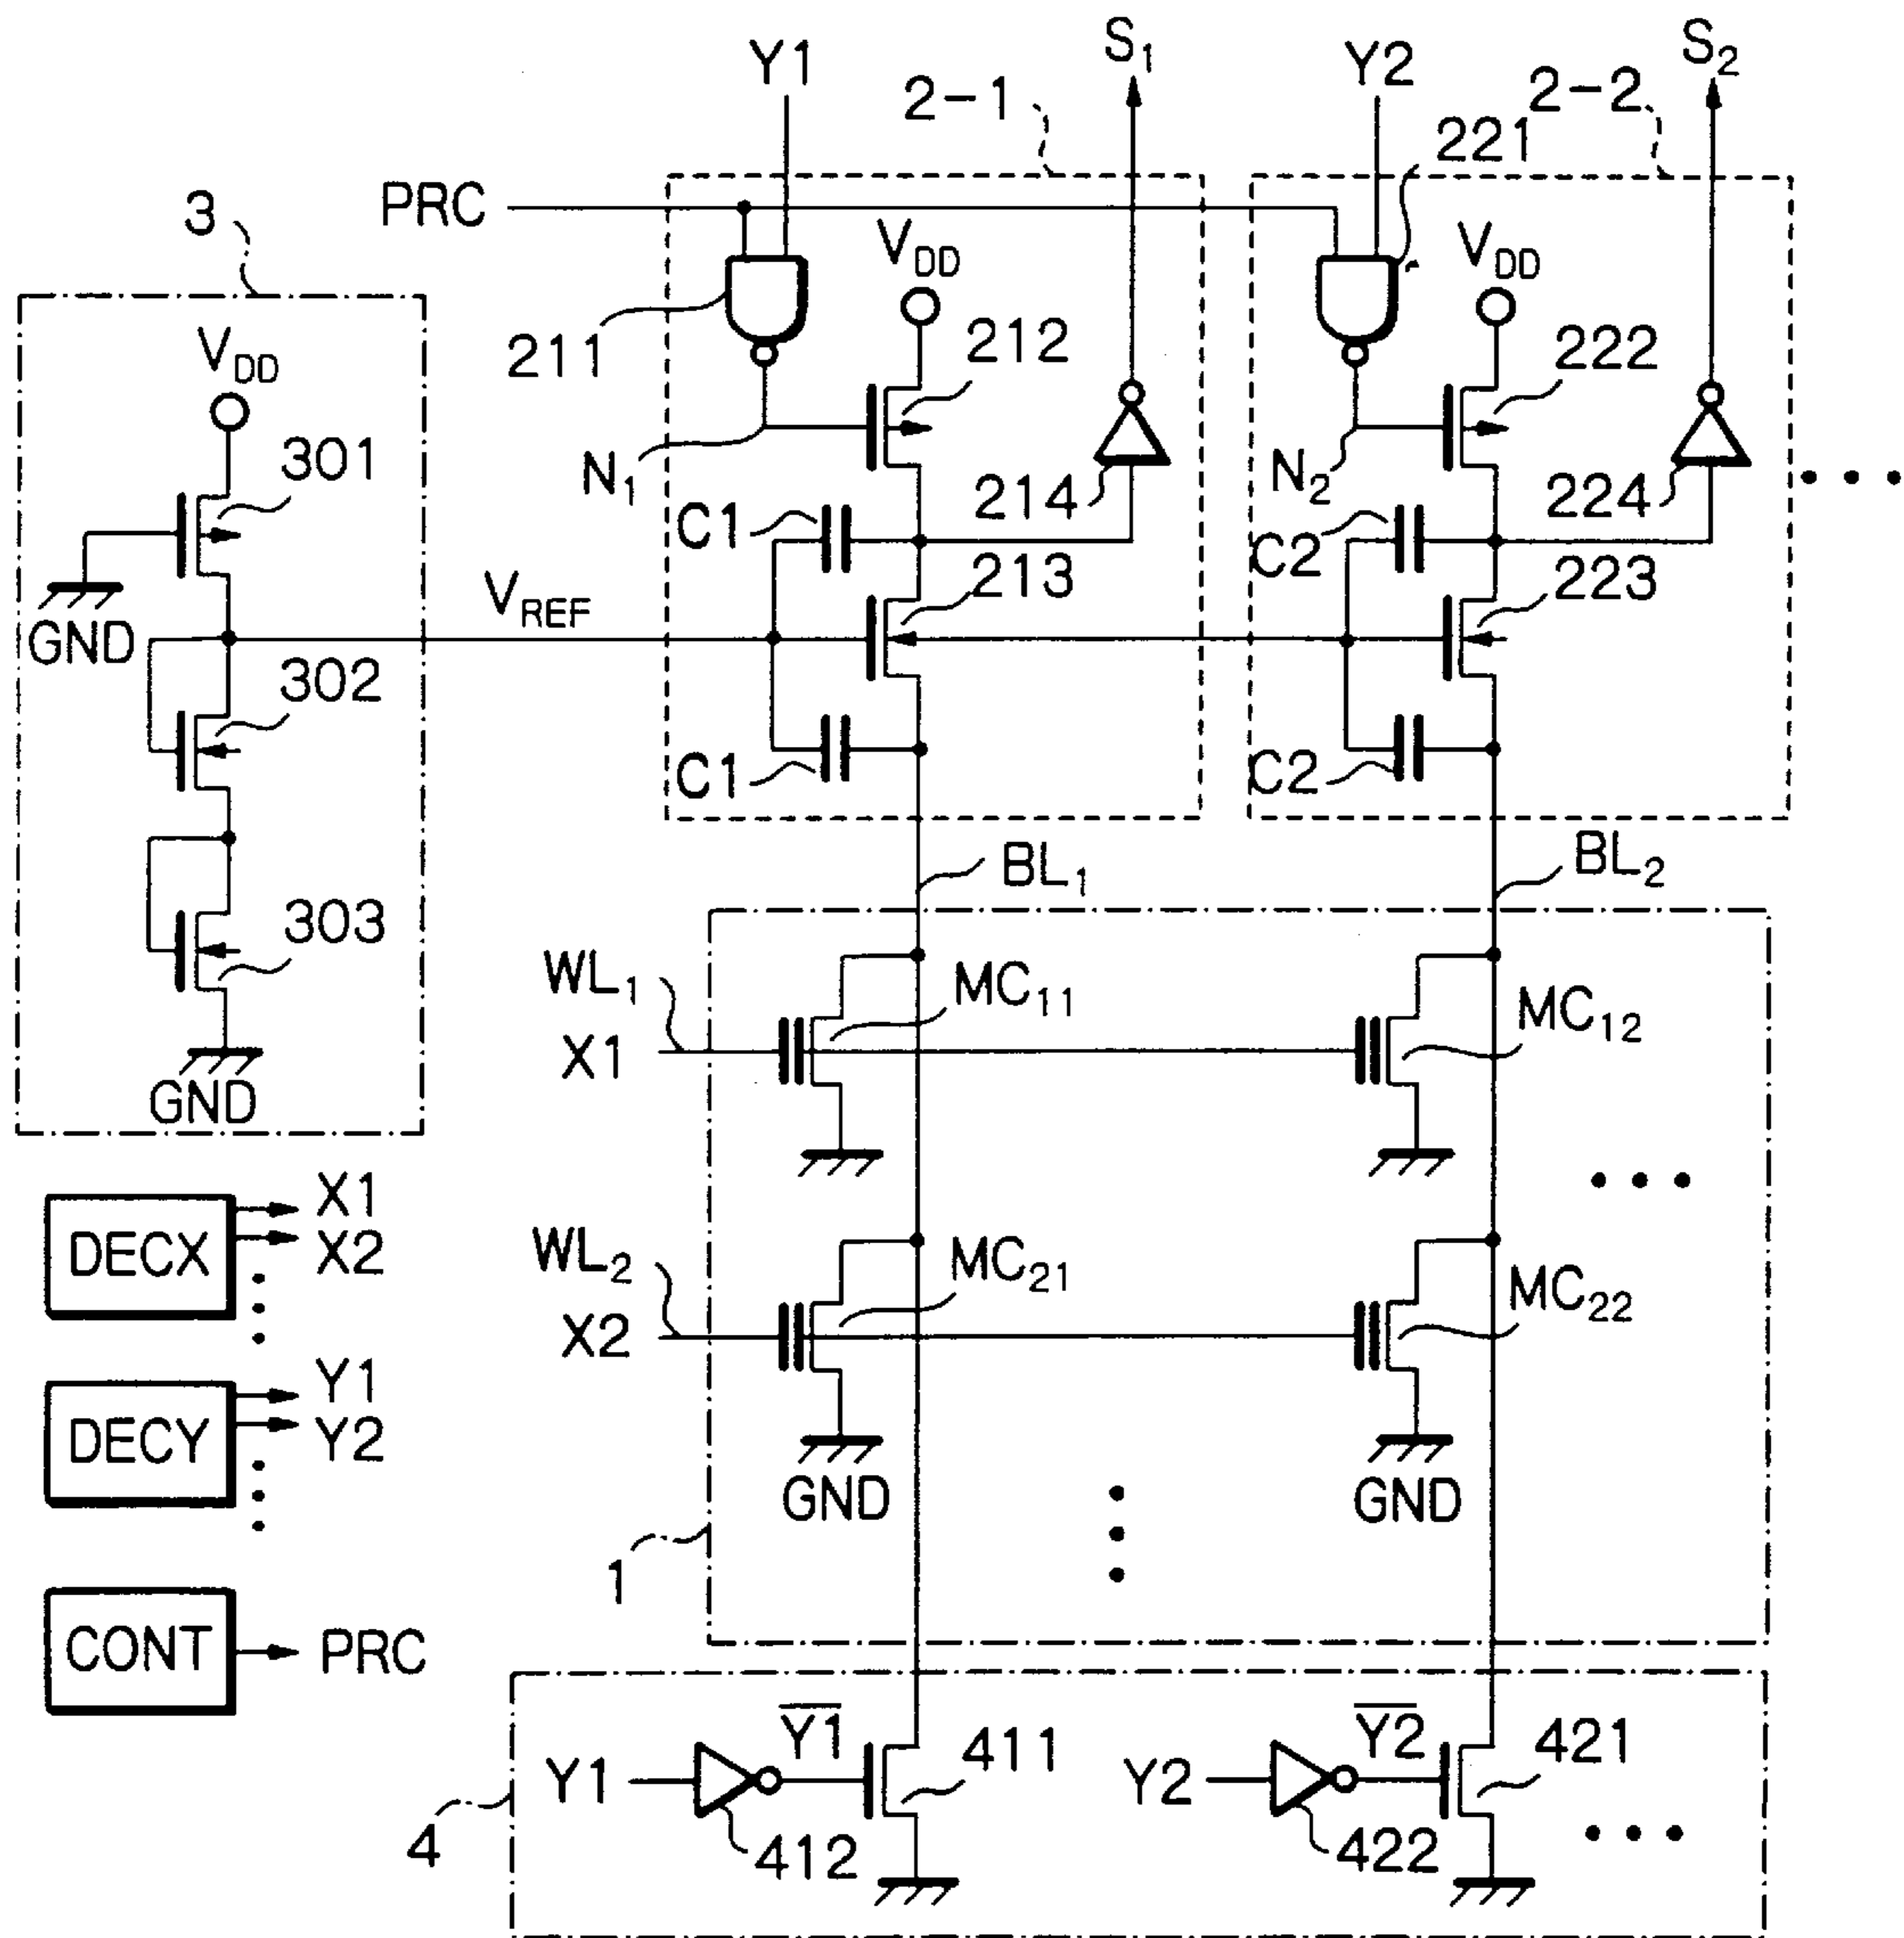 Y1
S1
Y2
S2
2-1
2-2
221
3
PRC
VDD
VDD
VDD
211
212
222
301
N1
214
N2
224
C1
C2
213
223
VREF
GND
302
C1
C2
BL1
BL2
303
WL1
MC11
MC12
X1
GND
DECX
X1
X2
WL2
MC21
MC22
X2
DECY
Y1
Y2
GND
GND
1
CONT
PRC
Y1
Y2
Y1
411
Y2
421
4
412
422